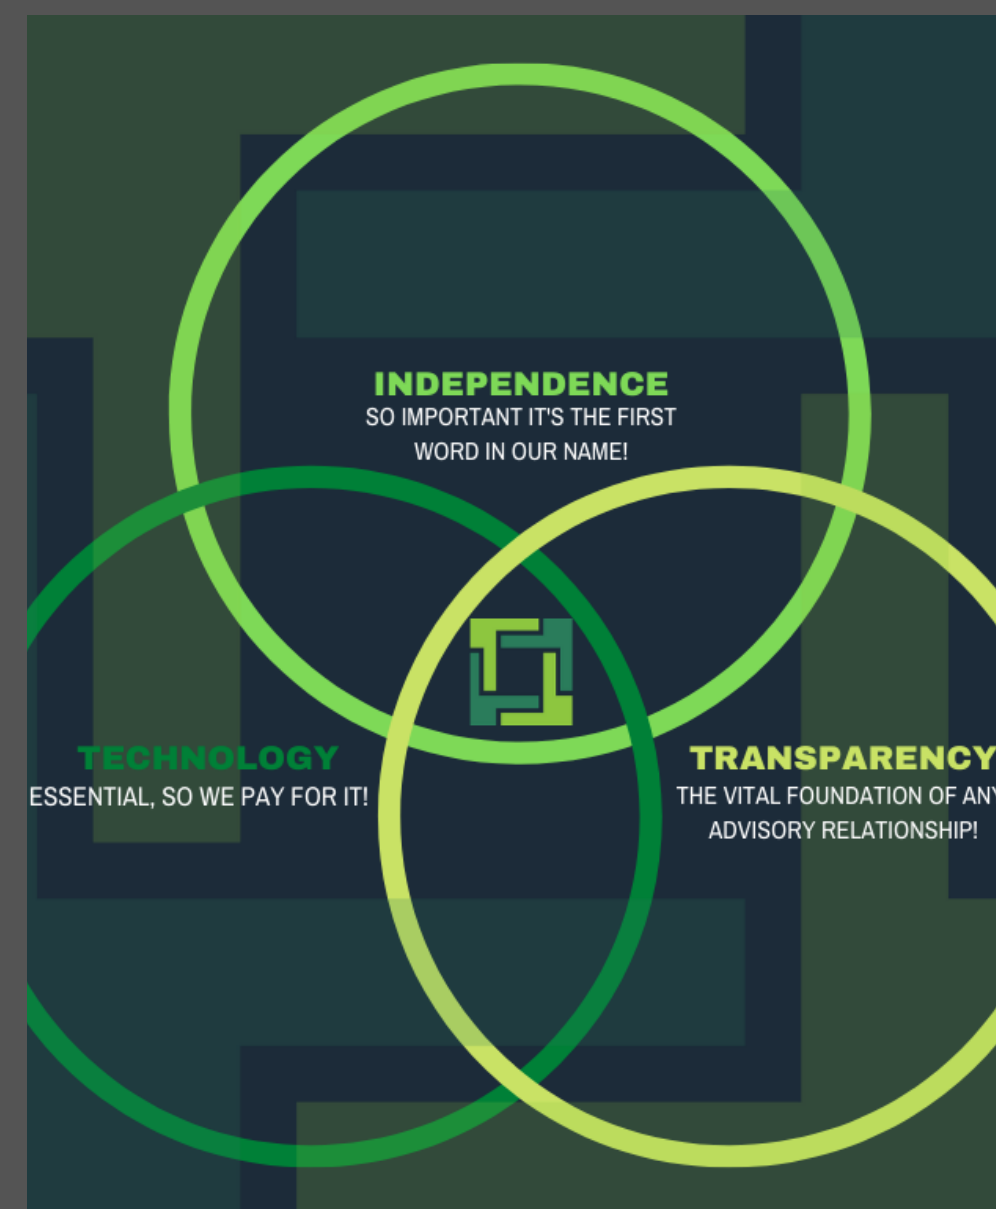 INDEPENDENCE
SO IMPORTANT IT'S THE FIRST
WORD IN OUR NAME!
TECHNOLOGY
ESSENTIAL, SO WE PAY FOR IT!
TRANSPARENCY
THE VITAL FOUNDATION OF ANY
ADVISORY RELATIONSHIP!